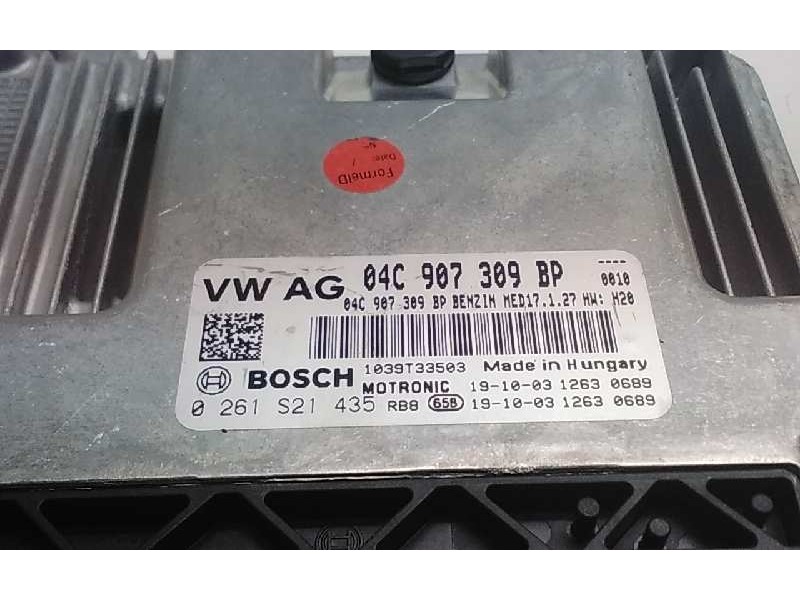 FormelD
Date: /
N°
VW AG 04C 907 309 BP 0010
04C 907 309 BP BENZIN MED17.1.27 HW: H20
1039T33503 Made in Hungary
BOSCH MOTRONIC 19-10-03 1263 0689
0 261 S21 435 RB8 65B 19-10-03 1263 0689